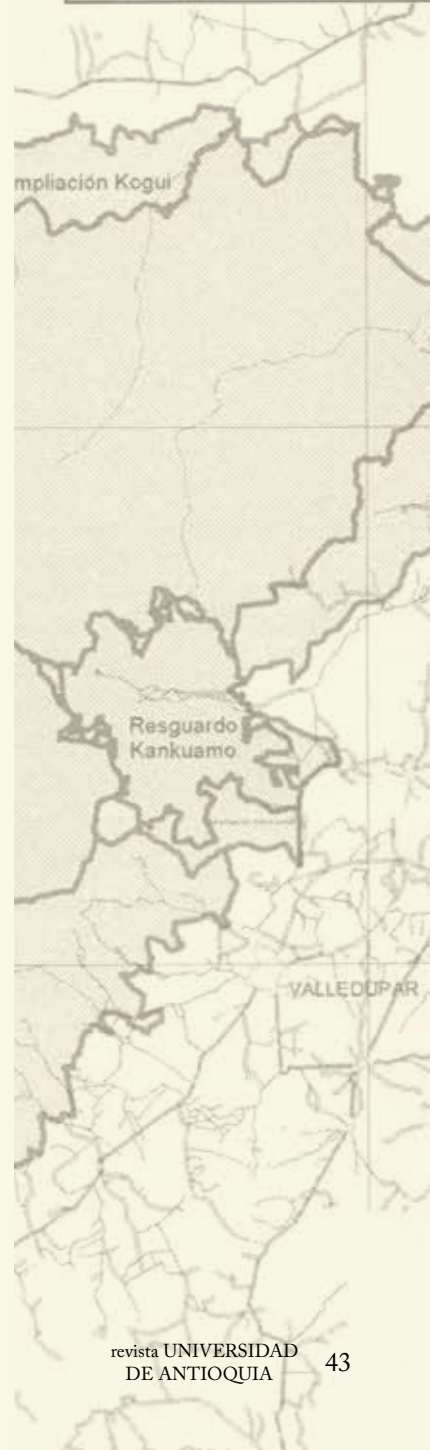 mpliación Kogui
Resguardo
Kankuamo
VALLEDUPAR
revista UNIVERSIDAD
DE ANTIOQUIA
43